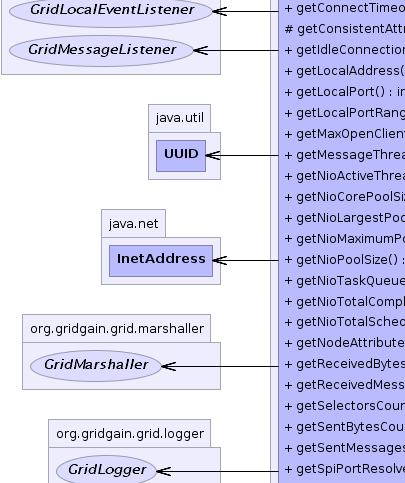 GridLocalEventListener
GridMessageListener
java.util
UUID
java.net
InetAddress
org.gridgain.grid.marshaller
GridMarshaller
org.gridgain.grid.logger
GridLogger
+ getConnectTimeo
# getConsistentAttri
+ getIdleConnection
+ getLocalAddress(
+ getLocalPort() : in
+ getLocalPortRang
+ getMaxOpenClient
+ getMessageThrea
+ getNioActiveThrea
+ getNioCorePoolSiz
+ getNioLargestPoo
+ getNioMaximumPo
+ getNioPoolSize() :
+ getNioTaskQueue
+ getNioTotalCompl
+ getNioTotalSched
+ getNodeAttribute
+ getReceivedBytes
+ getReceivedMess
+ getSelectorsCoun
+ getSentBytesCou
+ getSentMessages
+ getSpiPortResolve